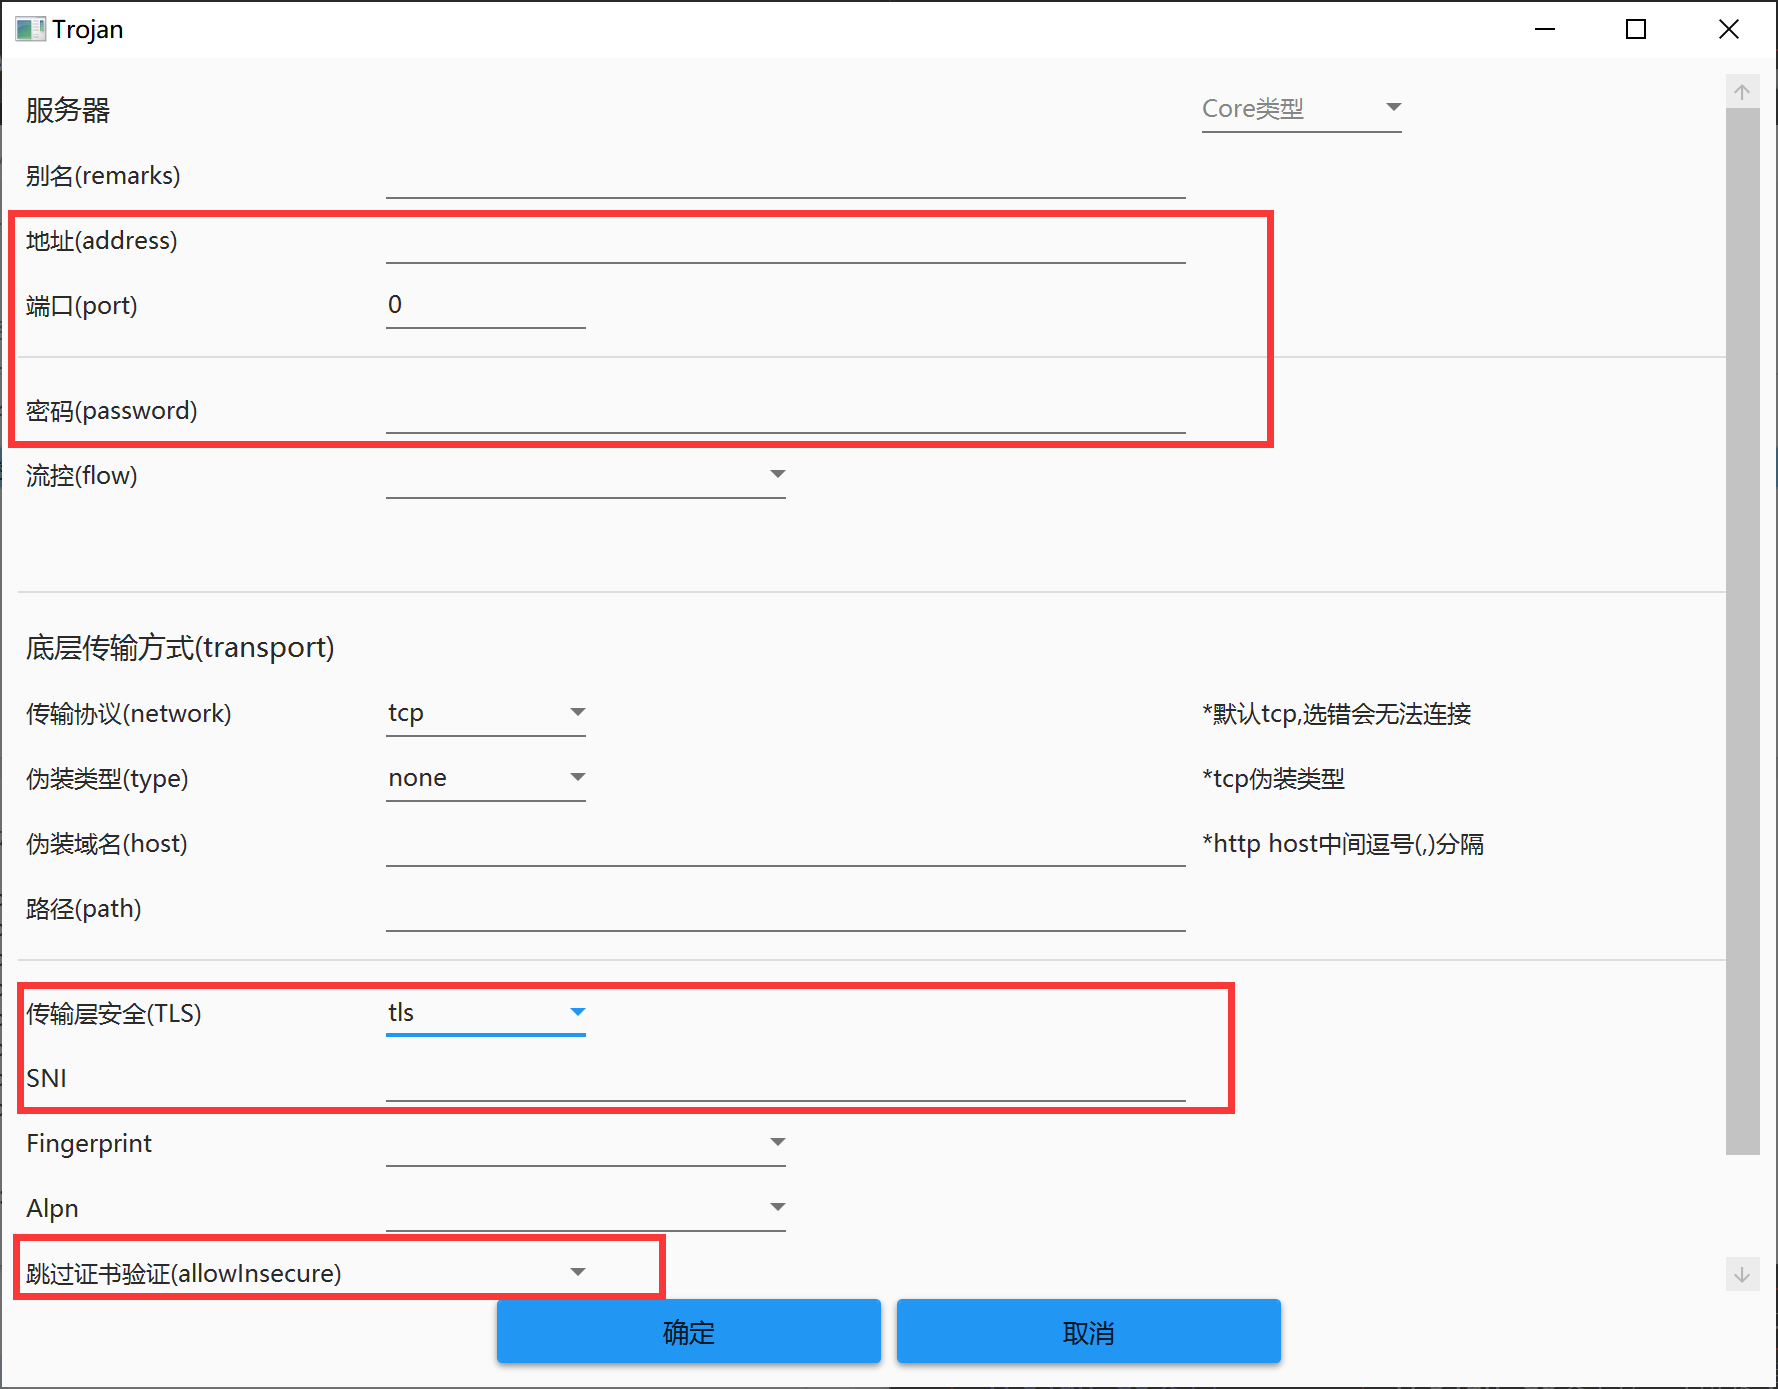 Trojan
服务器
Core类型
别名(remarks)
地址(address)
端口(port)
0
密码(password)
流控(flow)
底层传输方式(transport)
传输协议(network)
tcp
*默认tcp,选错会无法连接
伪装类型(type)
none
*tcp伪装类型
伪装域名(host)
*http host中间逗号(,)分隔
路径(path)
传输层安全(TLS)
tls
SNI
Fingerprint
Alpn
跳过证书验证(allowInsecure)
确定
取消